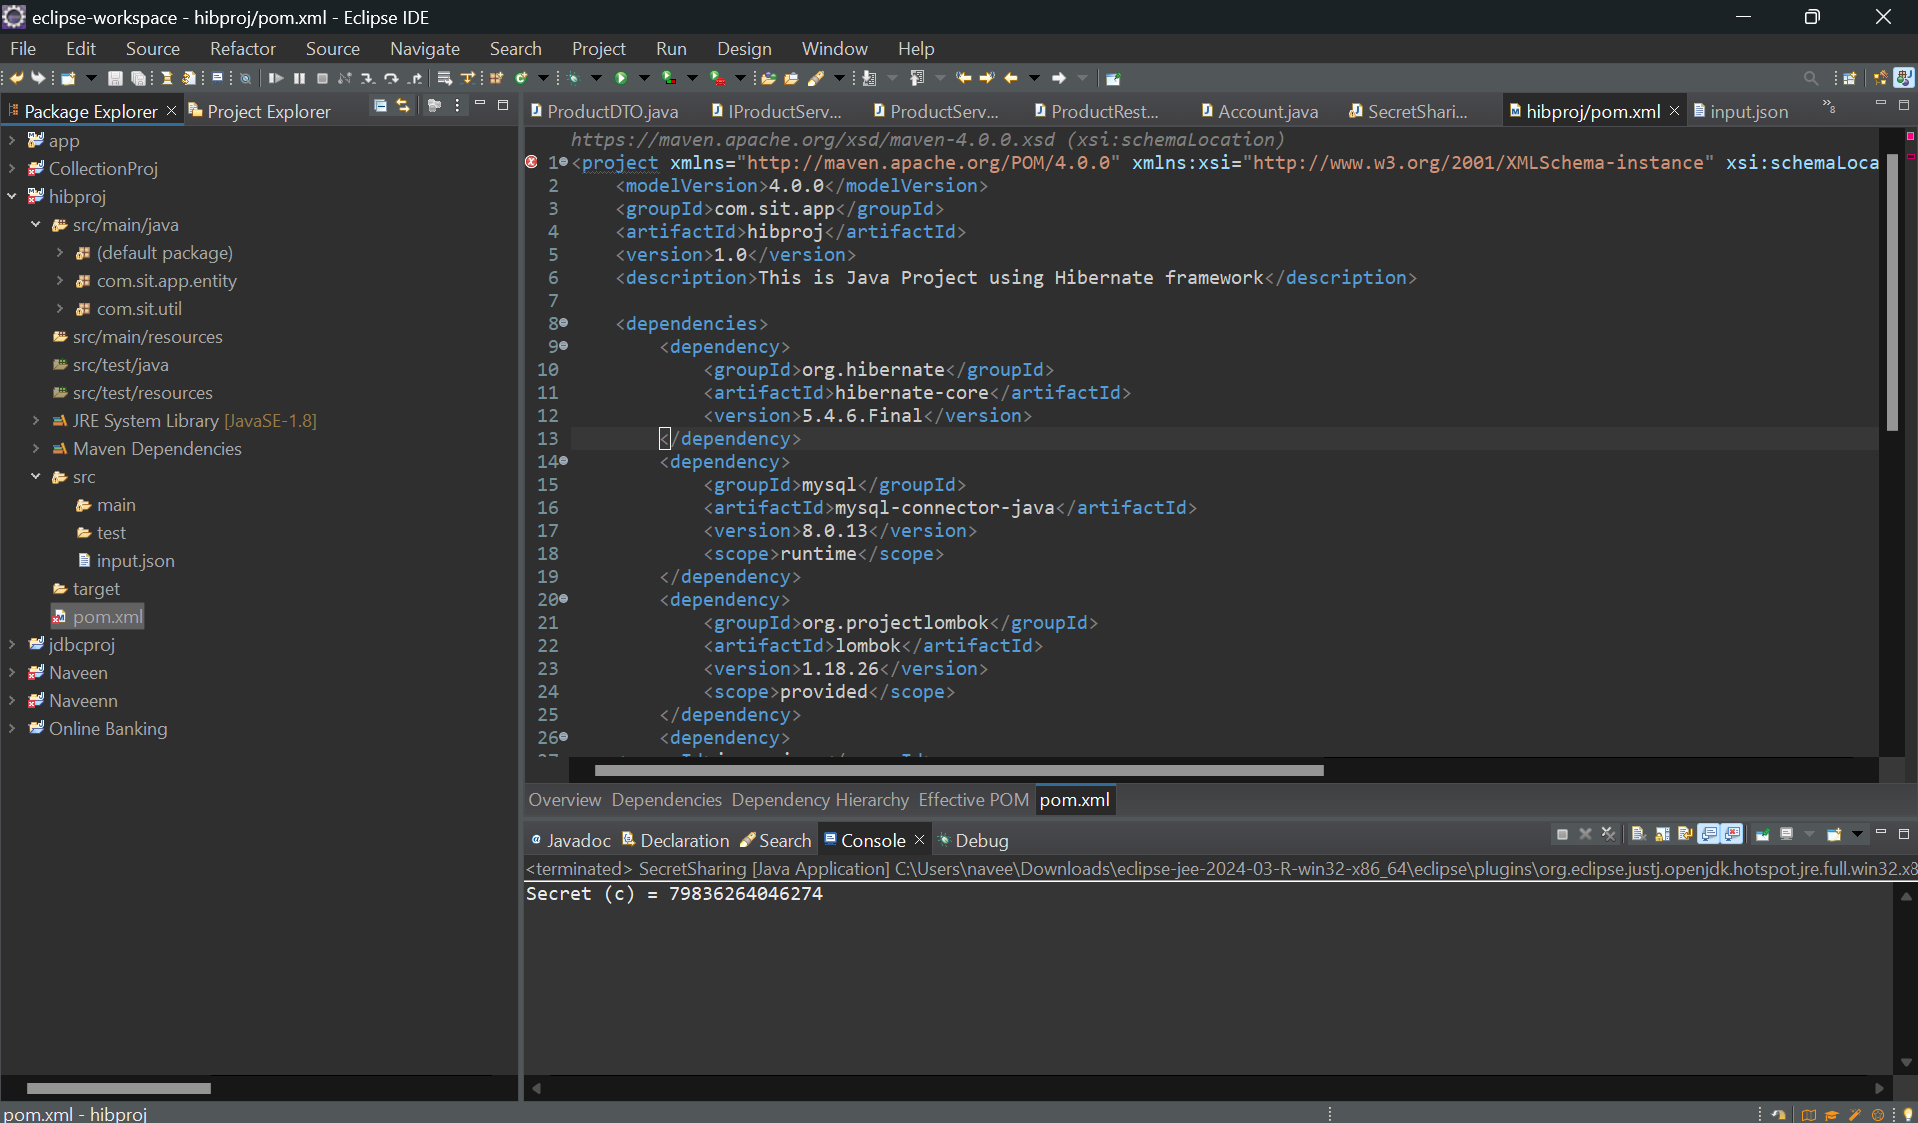 eclipse-workspace - hibproj/pom.xml - Eclipse IDE
File Edit Source Refactor Source Navigate Search Project Run Design Window Help
Package Explorer
Project Explorer
app
CollectionProj
hibproj
src/main/java
(default package)
com.sit.app.entity
com.sit.util
src/main/resources
src/test/java
src/test/resources
JRE System Library [JavaSE-1.8]
Maven Dependencies
src
main
test
input.json
target
pom.xml
jdbcproj
Naveen
Naveenn
Online Banking
ProductDTO.java IProductServ... ProductServ... ProductRest... Account.java SecretShari... hibproj/pom.xml input.json »8
https://maven.apache.org/xsd/maven-4.0.0.xsd (xsi:schemaLocation)
1 <project xmlns="http://maven.apache.org/POM/4.0.0" xmlns:xsi="http://www.w3.org/2001/XMLSchema-instance" xsi:schemaLoca
2 <modelVersion>4.0.0</modelVersion>
3 <groupId>com.sit.app</groupId>
4 <artifactId>hibproj</artifactId>
5 <version>1.0</version>
6 <description>This is Java Project using Hibernate framework</description>
7
8 <dependencies>
9 <dependency>
10 <groupId>org.hibernate</groupId>
11 <artifactId>hibernate-core</artifactId>
12 <version>5.4.6.Final</version>
13 </dependency>
14 <dependency>
15 <groupId>mysql</groupId>
16 <artifactId>mysql-connector-java</artifactId>
17 <version>8.0.13</version>
18 <scope>runtime</scope>
19 </dependency>
20 <dependency>
21 <groupId>org.projectlombok</groupId>
22 <artifactId>lombok</artifactId>
23 <version>1.18.26</version>
24 <scope>provided</scope>
25 </dependency>
26 <dependency>
Overview Dependencies Dependency Hierarchy Effective POM pom.xml
Javadoc Declaration Search Console Debug
<terminated> SecretSharing [Java Application] C:\Users\navee\Downloads\eclipse-jee-2024-03-R-win32-x86_64\eclipse\plugins\org.eclipse.justj.openjdk.hotspot.jre.full.win32.x8
Secret (c) = 79836264046274
pom.xml - hibproj